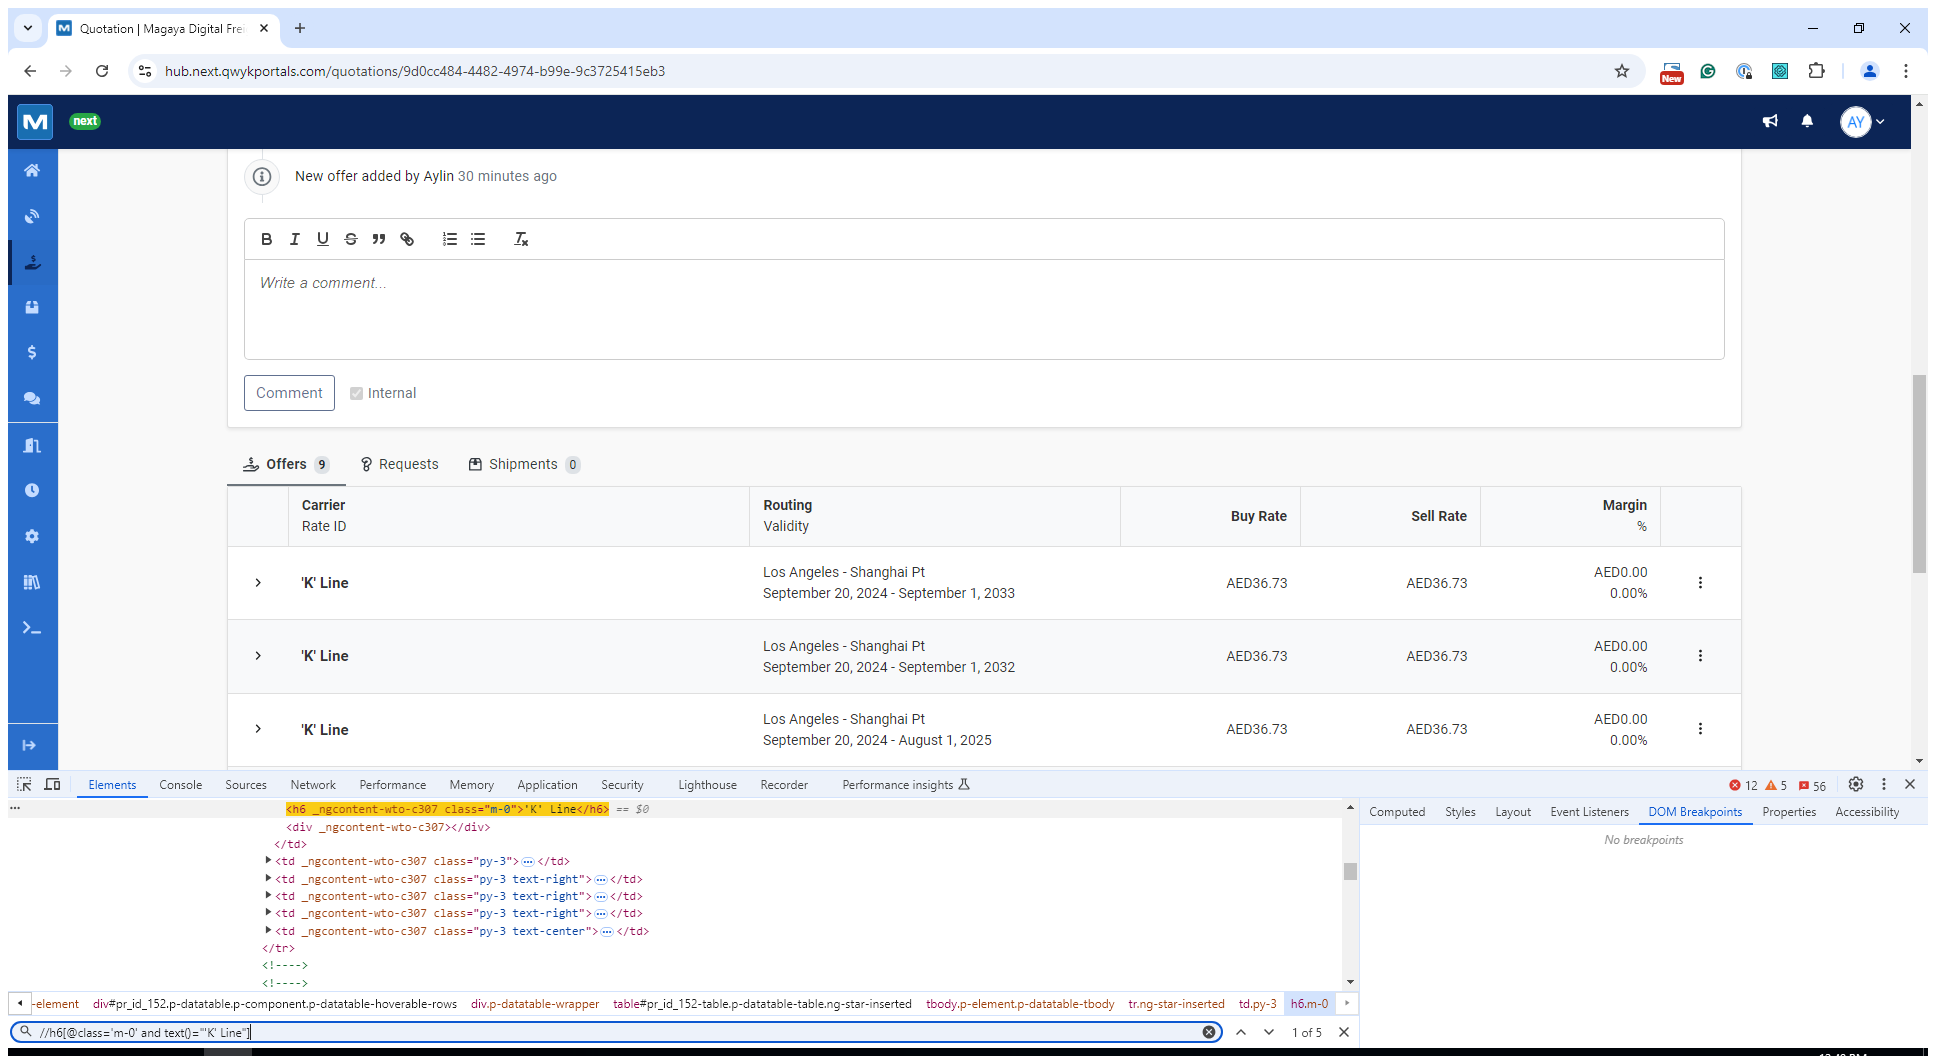 Quotation | Magaya Digital Frei
hub.next.qwykportals.com/quotations/9d0cc484-4482-4974-b99e-9c3725415eb3
New
M next
AY
New offer added by Aylin 30 minutes ago
B I U S
Write a comment...
Comment Internal
Offers 9 Requests Shipments 0
Carrier
Rate ID
Routing
Validity
Buy Rate
Sell Rate
Margin
%
'K' Line
Los Angeles - Shanghai Pt
September 20, 2024 - September 1, 2033
AED36.73
AED36.73
AED0.00
0.00%
'K' Line
Los Angeles - Shanghai Pt
September 20, 2024 - September 1, 2032
AED36.73
AED36.73
AED0.00
0.00%
'K' Line
Los Angeles - Shanghai Pt
September 20, 2024 - August 1, 2025
AED36.73
AED36.73
AED0.00
0.00%
Elements Console Sources Network Performance Memory Application Security Lighthouse Recorder Performance insights 12 5 56
<h6 _ngcontent-wto-c307 class="m-0">'K' Line</h6> == $0
<div _ngcontent-wto-c307></div>
</td>
<td _ngcontent-wto-c307 class="py-3">…</td>
<td _ngcontent-wto-c307 class="py-3 text-right">…</td>
<td _ngcontent-wto-c307 class="py-3 text-right">…</td>
<td _ngcontent-wto-c307 class="py-3 text-right">…</td>
<td _ngcontent-wto-c307 class="py-3 text-center">…</td>
</tr>
<!---->
<!---->
Computed Styles Layout Event Listeners DOM Breakpoints Properties Accessibility
No breakpoints
-element div#pr_id_152.p-datatable.p-component.p-datatable-hoverable-rows div.p-datatable-wrapper table#pr_id_152-table.p-datatable-table.ng-star-inserted tbody.p-element.p-datatable-tbody tr.ng-star-inserted td.py-3 h6.m-0
//h6[@class='m-0' and text()="'K' Line"] 1 of 5